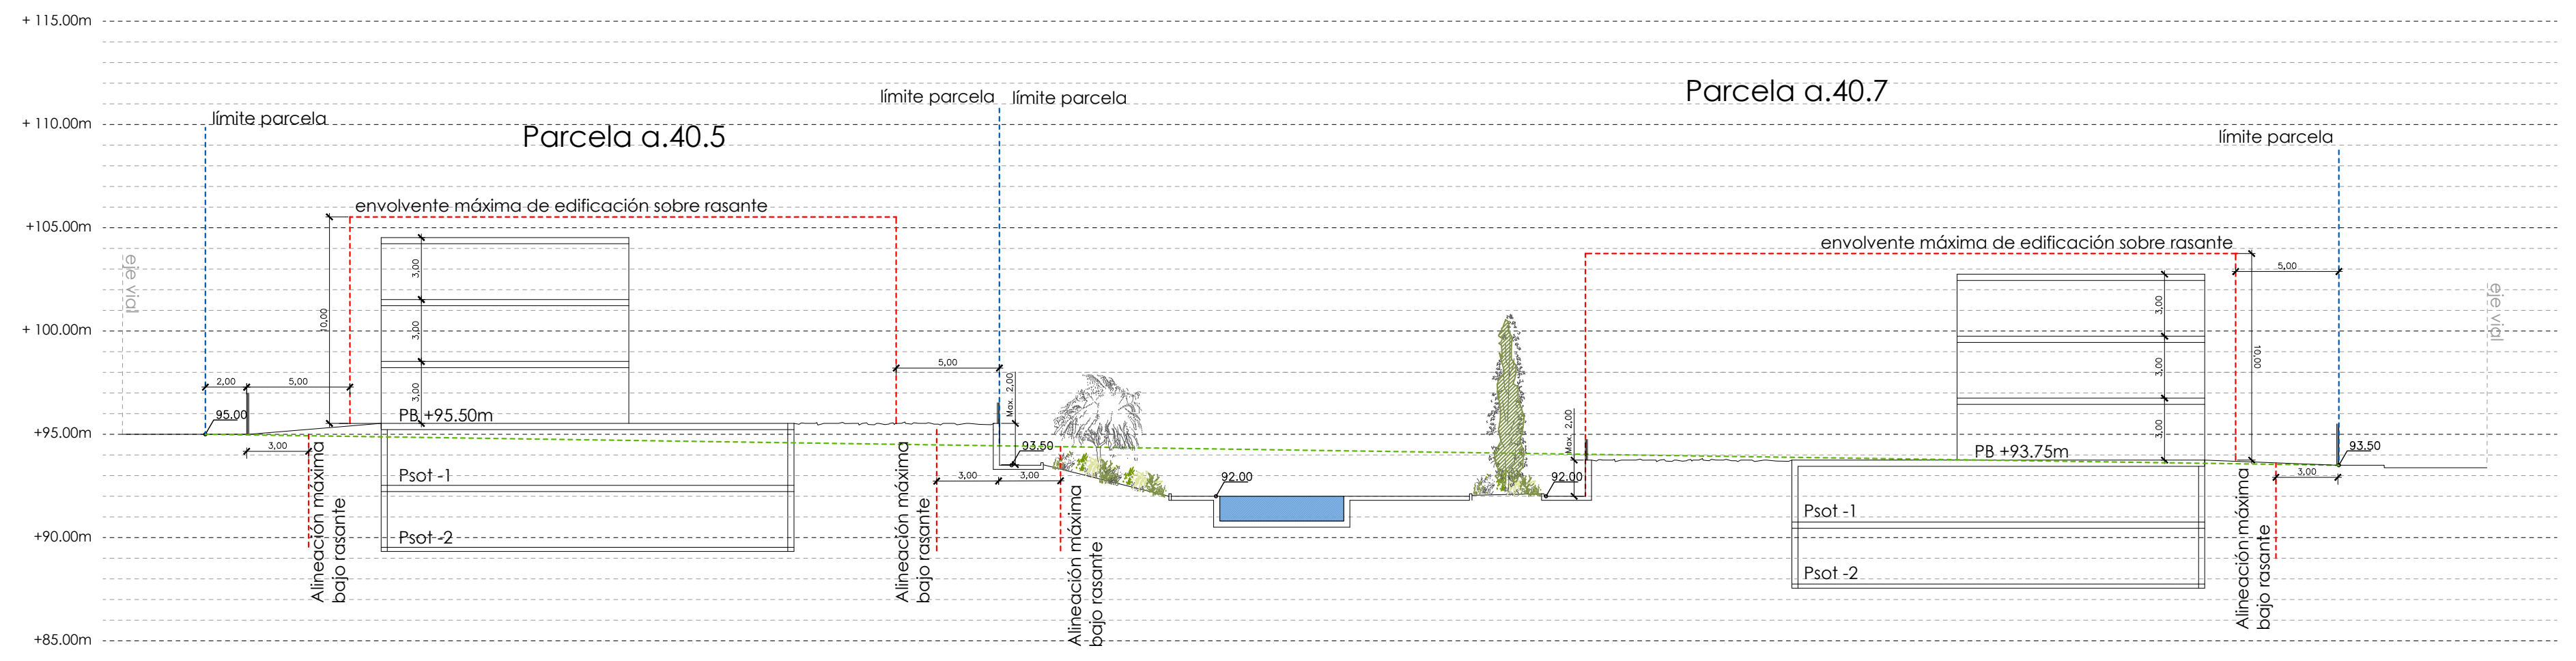 + 115.00m
+ 110.00m
+105.00m
+ 100.00m
+95.00m
+90.00m
+85.00m
eje vial
límite parcela
Parcela a.40.5
límite parcela
límite parcela
Parcela a.40.7
límite parcela
envolvente máxima de edificación sobre rasante
envolvente máxima de edificación sobre rasante
10,00
3,00
3,00
3,00
2,00
5,00
95.00
3,00
PB +95.50m
Psot -1
Psot -2
Alineación máxima
bajo rasante
5,00
Max. 2,00
93.50
3,00
3,00
Alineación máxima
bajo rasante
Alineación máxima
bajo rasante
92.00
92.00
Max. 2,00
3,00
3,00
3,00
10,00
5,00
PB +93.75m
Psot -1
Psot -2
93.50
3,00
Alineación máxima
bajo rasante
eje vial